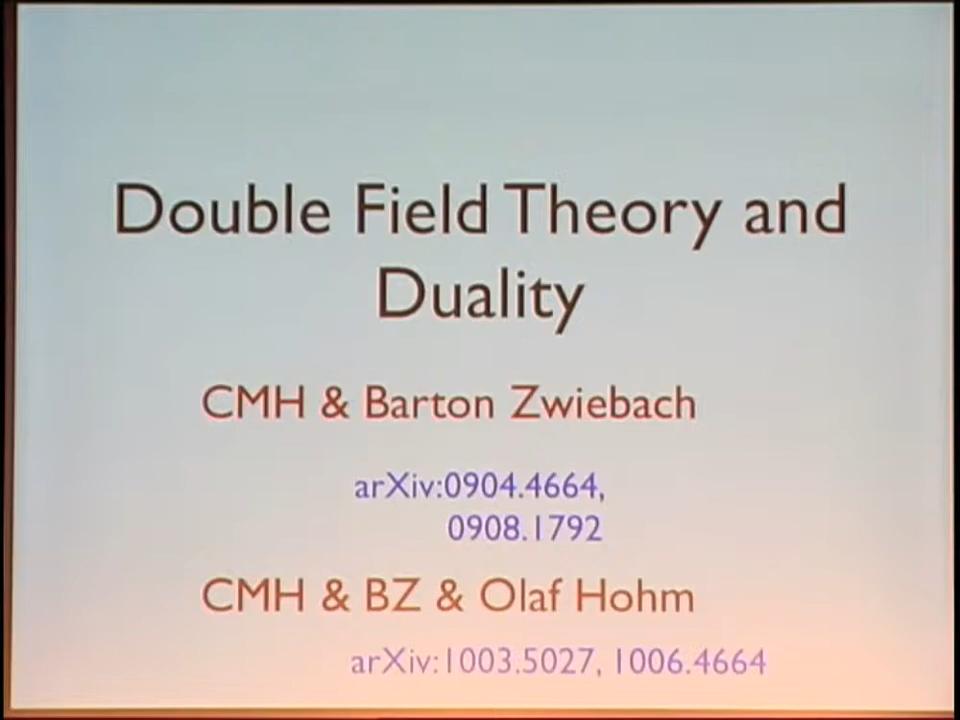 Double Field Theory and
Duality
CMH & Barton Zwiebach
arXiv:0904.4664,
0908.1792
CMH & BZ & Olaf Hohm
arXiv:1003.5027, 1006.4664